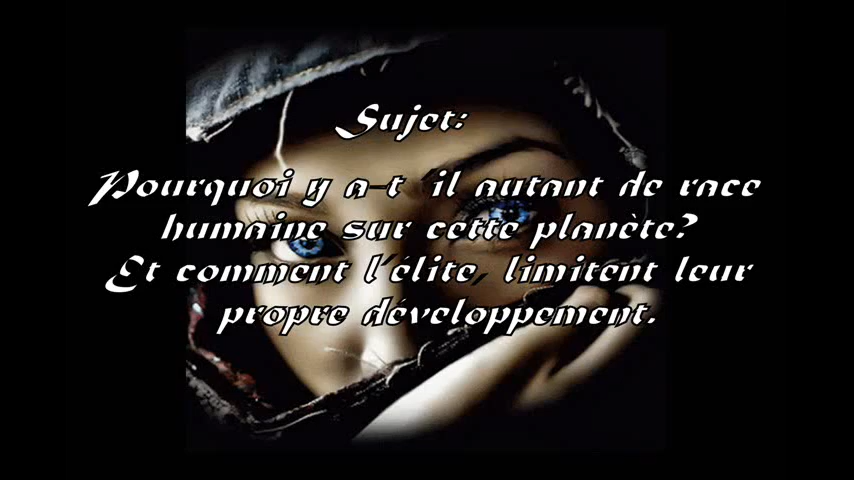 Sujet:
Pourquoi y a-t 'il autant de race
humaine sur cette planète?
Et comment l'élite, limitent leur
propre développement.